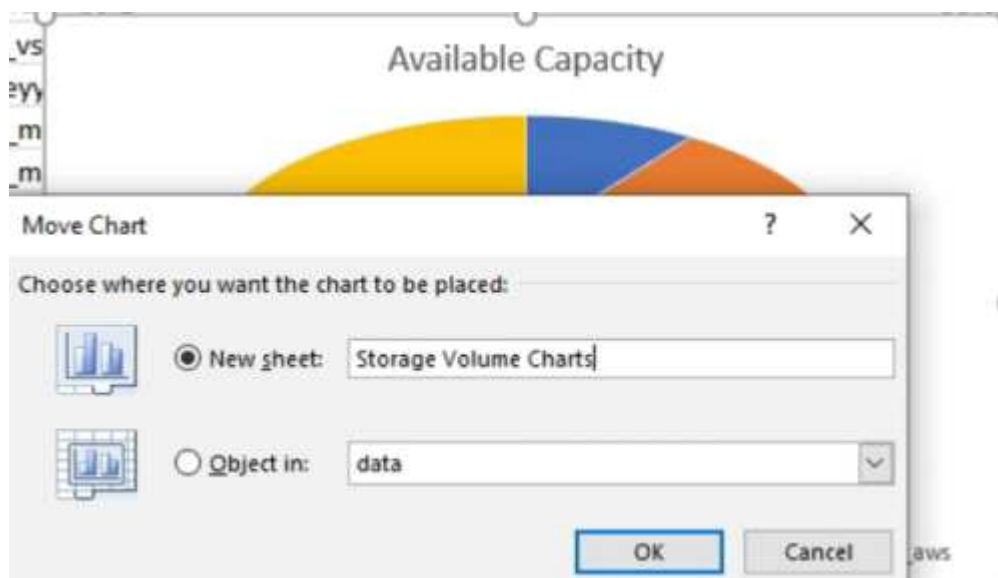 _vs
Available Capacity
_m
_m
Move Chart
?
Choose where you want the chart to be placed:
New sheet: Storage Volume Charts
Object in: data
OK Cancel
_aws